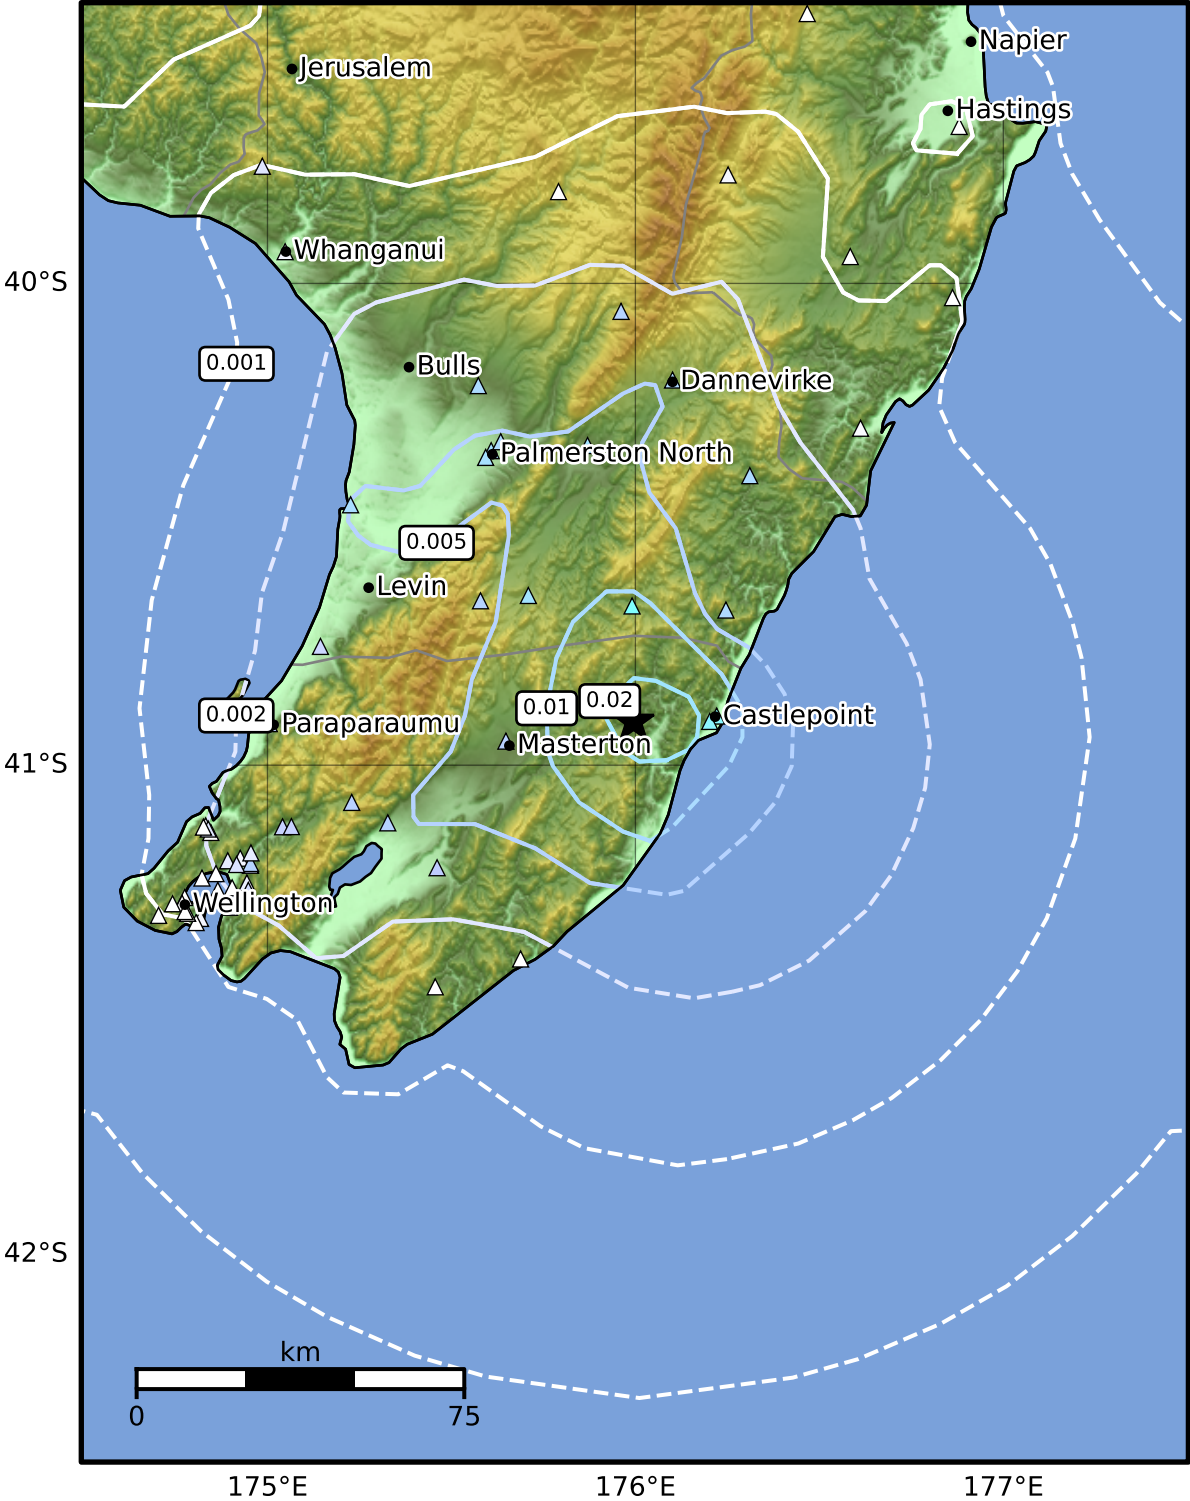 Napier
Jerusalem
Hastings
Whanganui
40°S
0.001
Bulls
Dannevirke
Palmerston North
0.005
Levin
0.02
0.01
0.002
Castlepoint
Paraparaumu
Masterton
41°S
Wellington
42°S
km
0 75
175°E 176°E 177°E